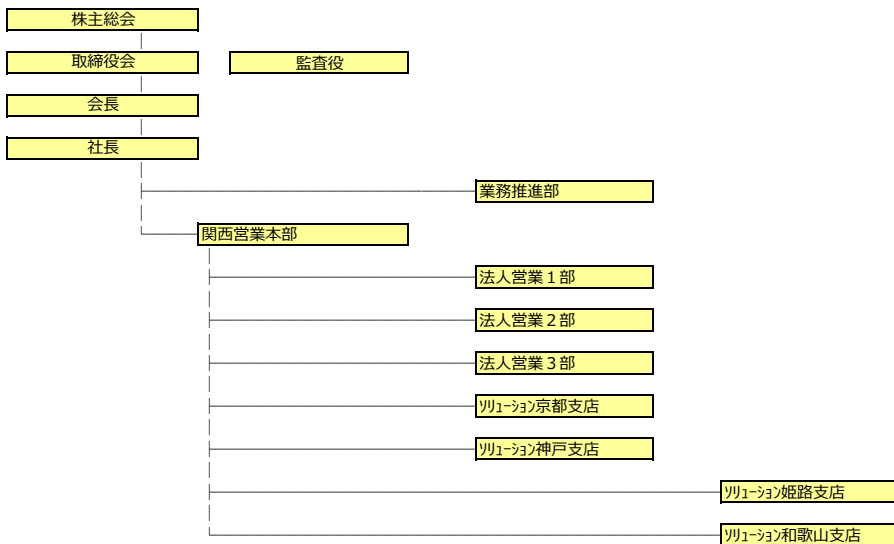 株主総会
取締役会 監査役
会長
社長
業務推進部
関西営業本部
法人営業１部
法人営業２部
法人営業３部
ｿﾘｭｰｼｮﾝ京都支店
ｿﾘｭｰｼｮﾝ神戸支店
ｿﾘｭｰｼｮﾝ姫路支店
ｿﾘｭｰｼｮﾝ和歌山支店